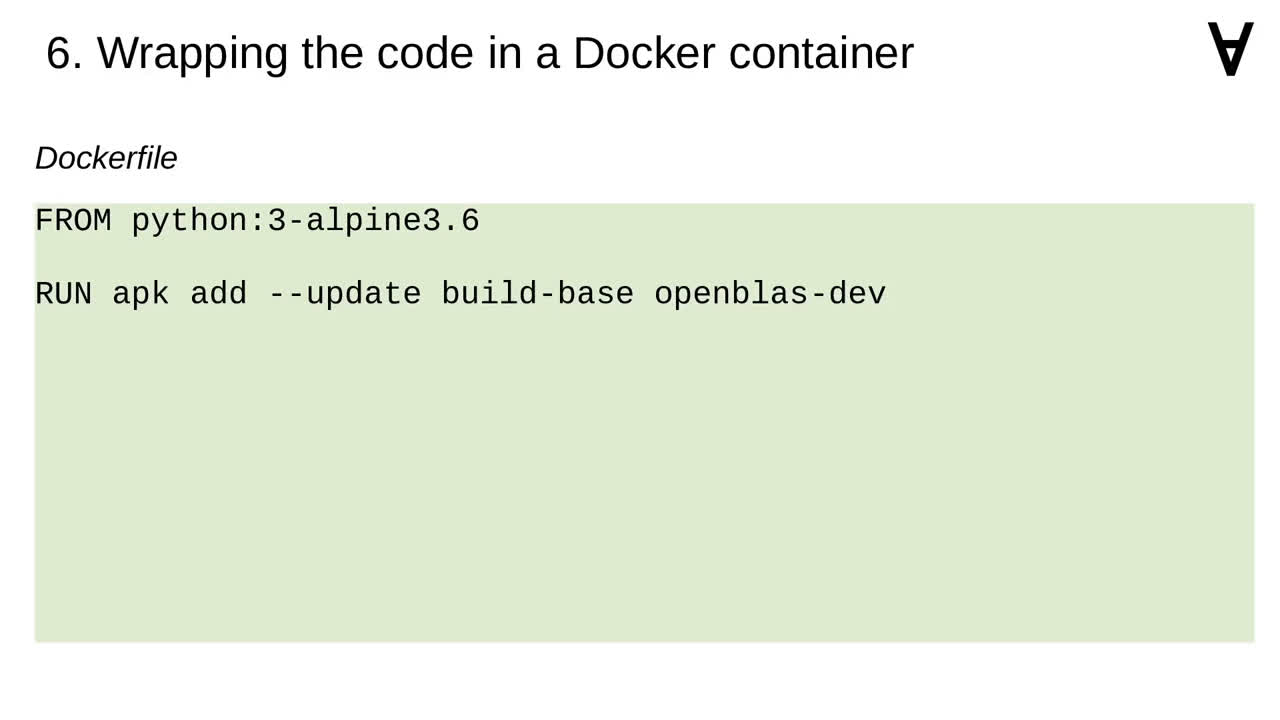 6. Wrapping the code in a Docker container
Dockerfile
FROM python:3-alpine3.6
RUN apk add --update build-base openblas-dev